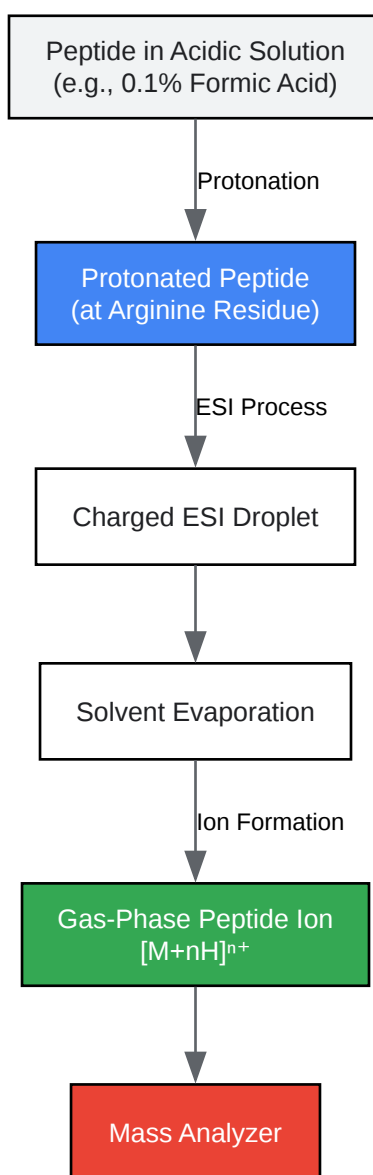 Peptide in Acidic Solution
(e.g., 0.1% Formic Acid)
Protonation
Protonated Peptide
(at Arginine Residue)
ESI Process
Charged ESI Droplet
Solvent Evaporation
Ion Formation
Gas-Phase Peptide Ion
[M+nH]ⁿ⁺
Mass Analyzer